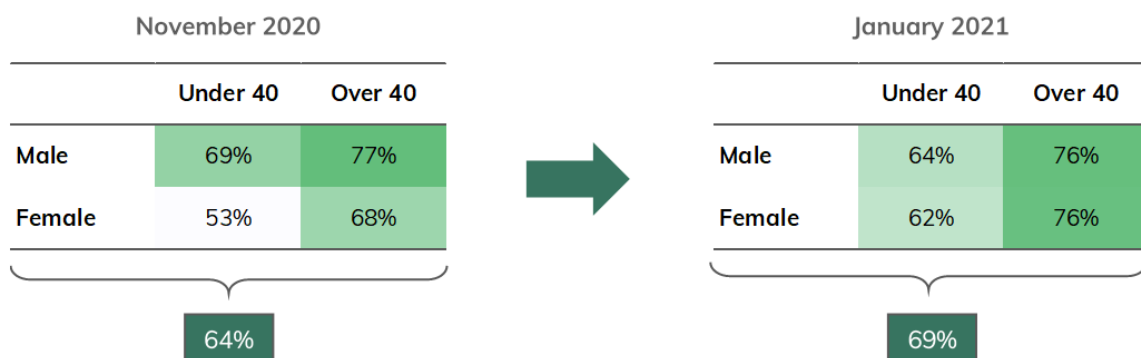 November 2020
Under 40 Over 40
Male 69% 77%
Female 53% 68%
64%
January 2021
Under 40 Over 40
Male 64% 76%
Female 62% 76%
69%